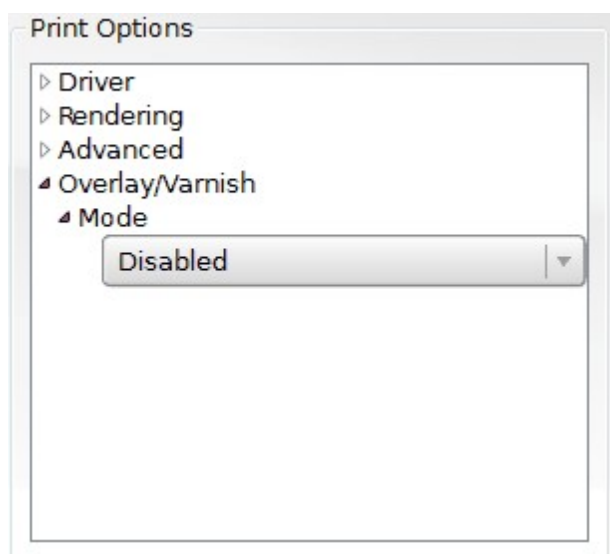 Print Options
Driver
Rendering
Advanced
Overlay/Varnish
Mode
Disabled